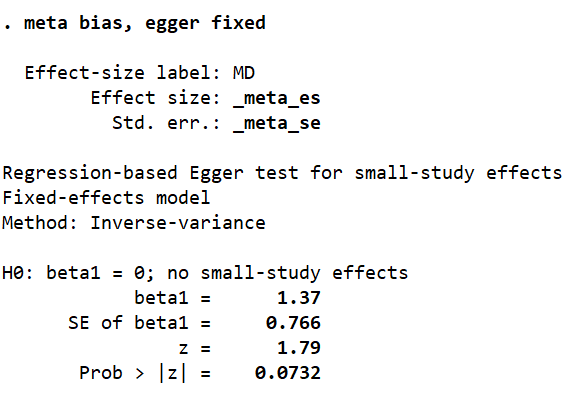 . meta bias, egger fixed
Effect-size label: MD
Effect size: _meta_es
Std. err.: _meta_se
Regression-based Egger test for small-study effects
Fixed-effects model
Method: Inverse-variance
H0: beta1 = 0; no small-study effects
beta1 = 1.37
SE of beta1 = 0.766
z = 1.79
Prob > |z| = 0.0732